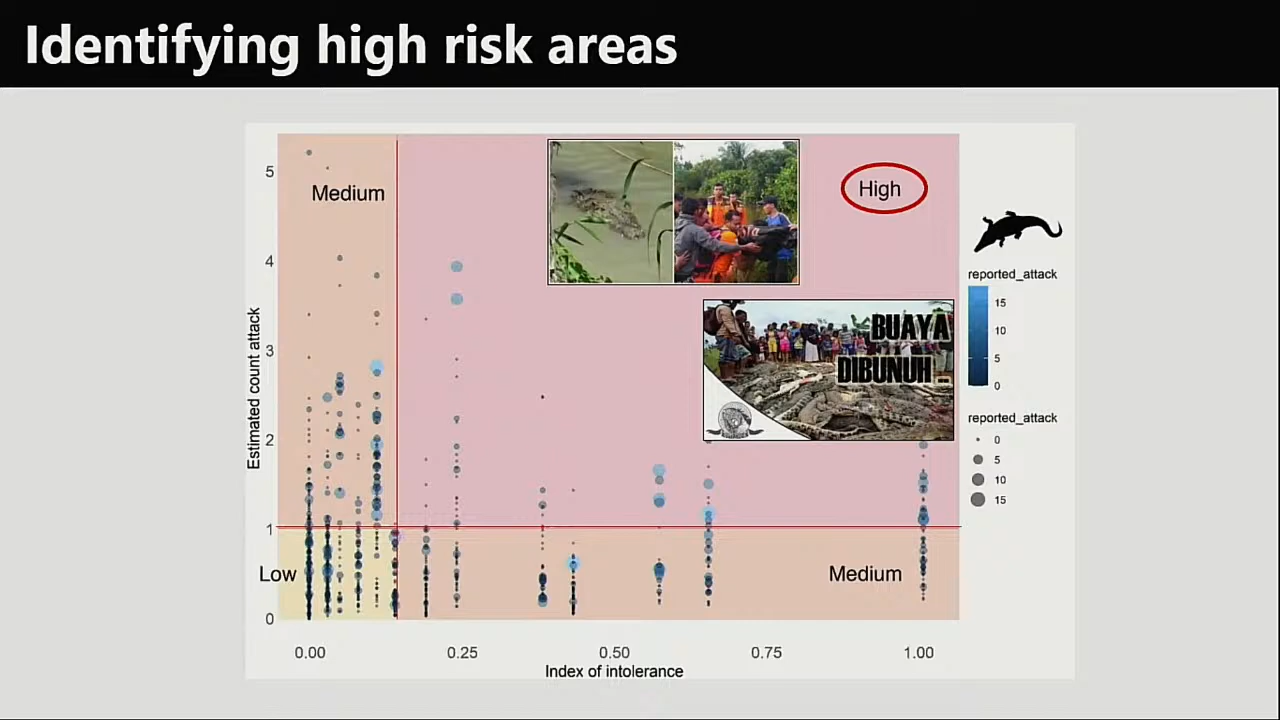 Identifying high risk areas
Medium
High
Low
Medium
BUAYA
DIBUNUH
Estimated count attack
5
4
3
2
1
0
0.00
0.25
0.50
0.75
1.00
Index of intolerance
reported_attack
15
10
5
0
reported_attack
0
5
10
15